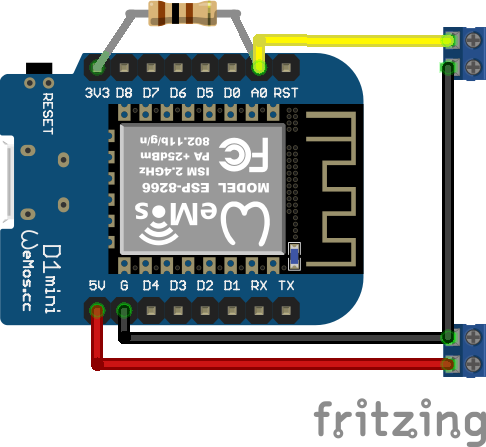 3V3 D8 D7 D6 D5 D0 A0 RST
RESET
802.11b/g/n
PA +25dBm
ISM 2.4GHz
MODEL ESP-8266
FC
WeMos
D1 mini
WeMos.cc
5V G D4 D3 D2 D1 RX TX
fritzing